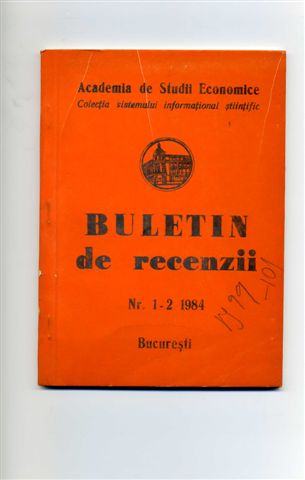 Academia de Studii Economice
Colecția sistemului informațional științific
BULETIN
de recenzii
Nr. 1-2 1984
București